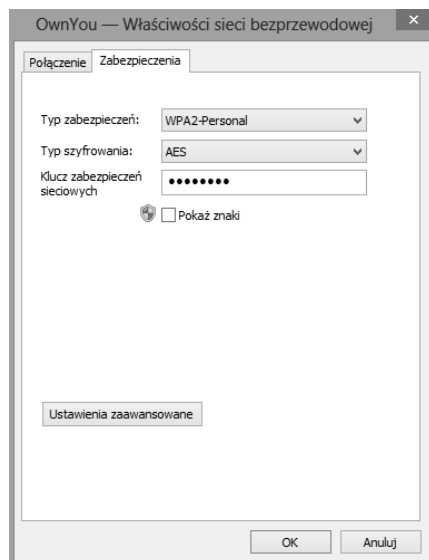 OwnYou — Właściwości sieci bezprzewodowej
Połączenie Zabezpieczenia
Typ zabezpieczeń: WPA2-Personal
Typ szyfrowania: AES
Klucz zabezpieczeń sieciowych ••••••••
Pokaż znaki
Ustawienia zaawansowane
OK Anuluj